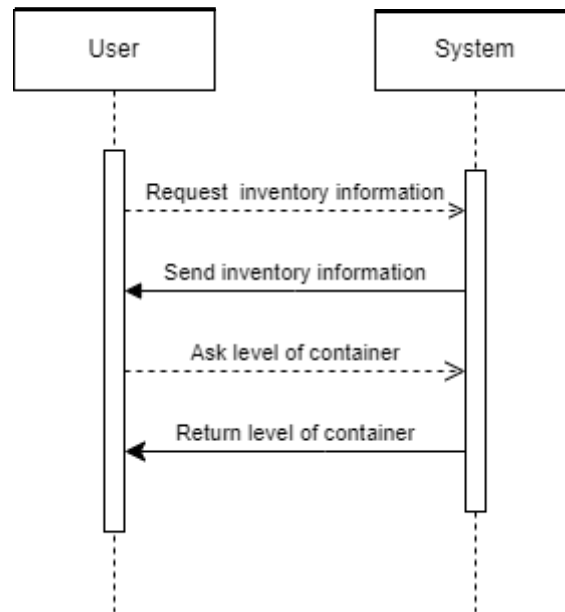 User
System
Request inventory information
Send inventory information
Ask level of container
Return level of container